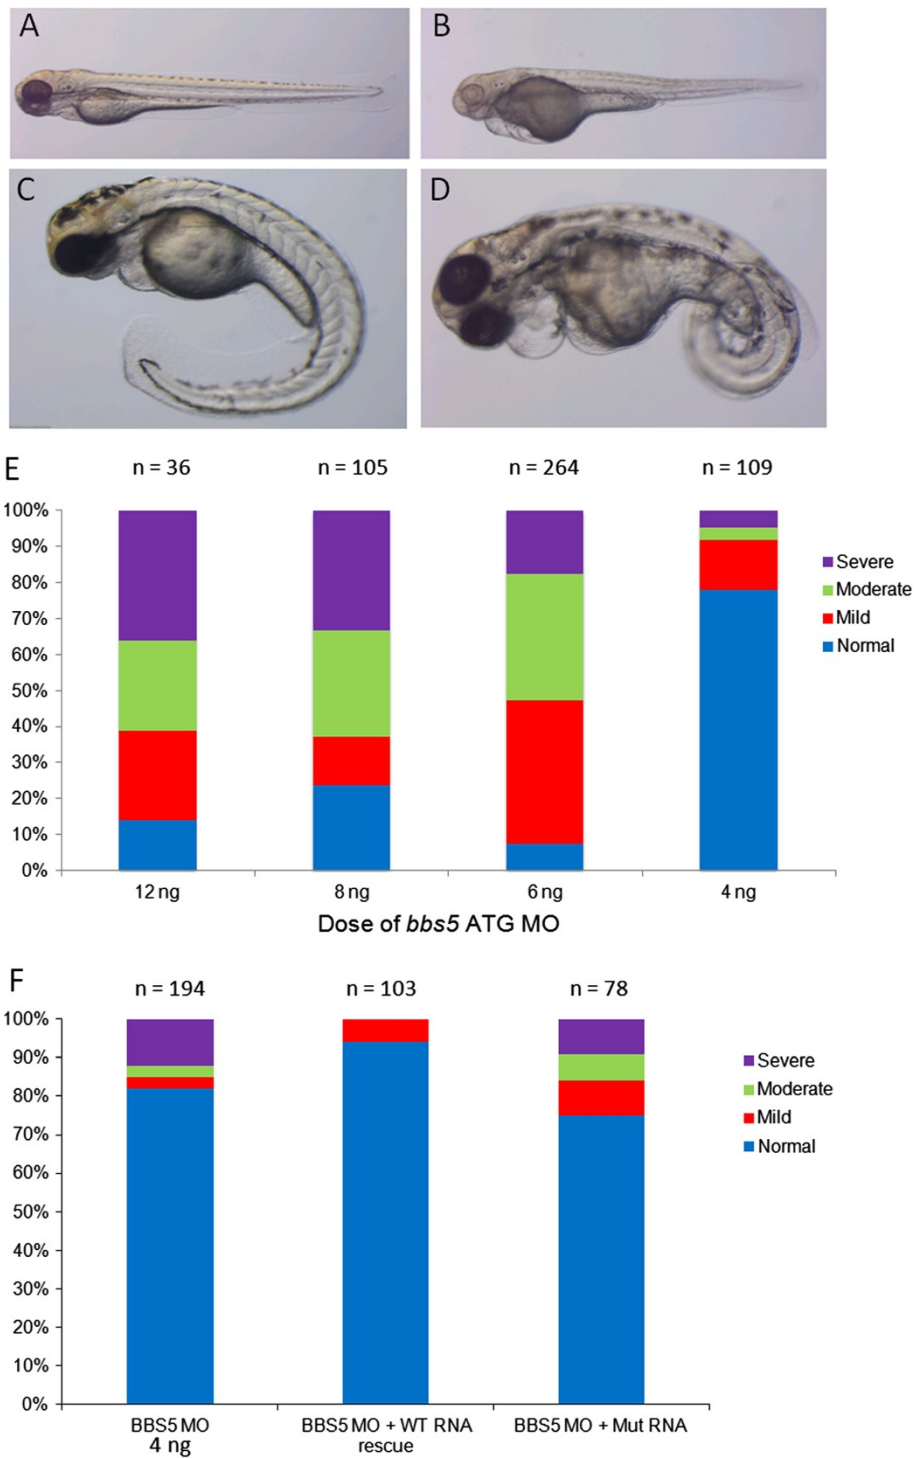 A
B
C
D
E
n = 36
n = 105
n = 264
n = 109
100%
90%
80%
70%
60%
50%
40%
30%
20%
10%
0%
12 ng
8 ng
6 ng
4 ng
Dose of bbs5 ATG MO
Severe
Moderate
Mild
Normal
F
n = 194
n = 103
n = 78
100%
90%
80%
70%
60%
50%
40%
30%
20%
10%
0%
BBS5 MO
4 ng
BBS5 MO + WT RNA
rescue
BBS5 MO + Mut RNA
Severe
Moderate
Mild
Normal